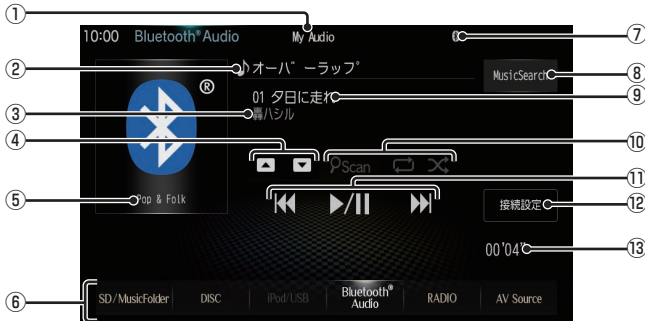 ①
10:00 Bluetooth® Audio My Audio ⑦
② オーバ゛ーラップ MusicSearch ⑧
®
01 夕日に走れ ⑨
③ 轟ハシル
④ Scan ⑩
⑪
⑤ Pop & Folk 接続設定 ⑫
00'04" ⑬
⑥ SD/MusicFolder DISC iPod/USB Bluetooth® Audio RADIO AV Source